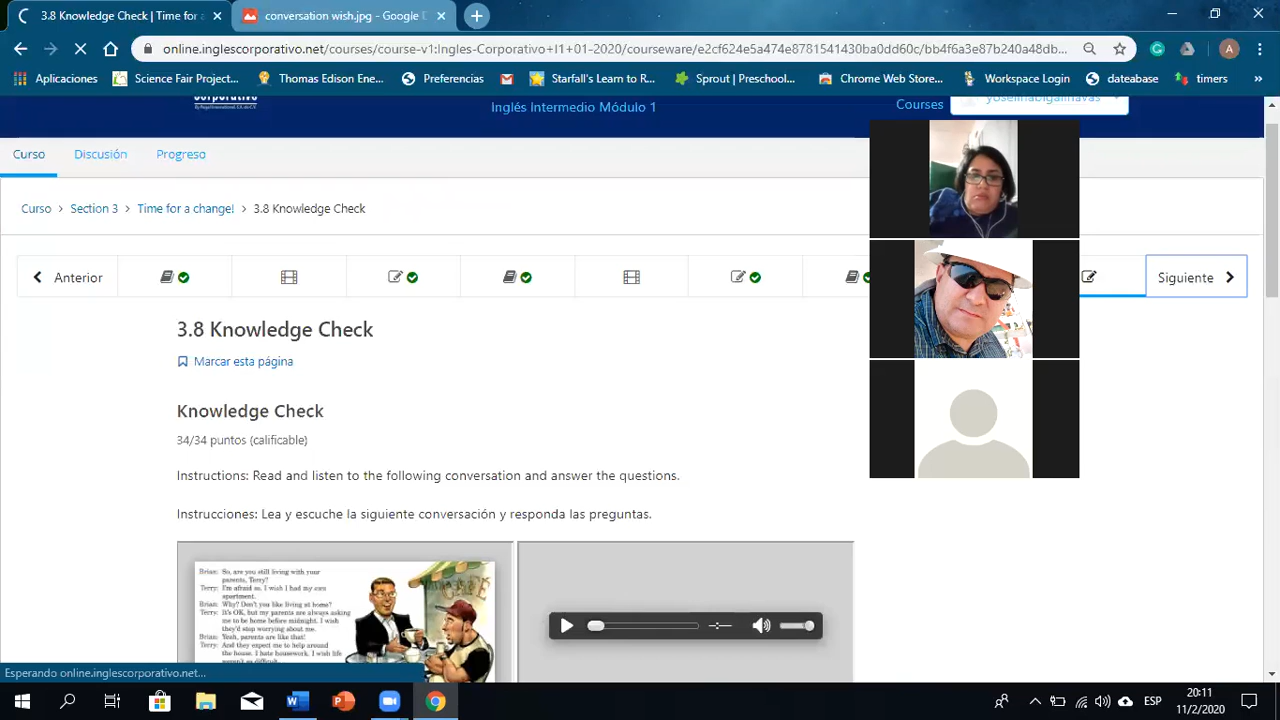 3.8 Knowledge Check | Time for a
conversation wish.jpg - Google D
online.inglescorporativo.net/courses/course-v1:Ingles-Corporativo+I1+01-2020/courseware/e2cf624e5a474e8781541430ba0dd60c/bb4f6a3e87b240a48db...
Aplicaciones
Science Fair Project...
Thomas Edison Ene...
Preferencias
Starfall's Learn to R...
Sprout | Preschool...
Chrome Web Store...
Workspace Login
dateabase
timers
»
By Regal International, S.A. de C.V.
Inglés Intermedio Módulo 1
Courses
Curso
Discusión
Progreso
Curso > Section 3 > Time for a change! > 3.8 Knowledge Check
Anterior
Siguiente
3.8 Knowledge Check
Marcar esta página
Knowledge Check
34/34 puntos (calificable)
Instructions: Read and listen to the following conversation and answer the questions.
Instrucciones: Lea y escuche la siguiente conversación y responda las preguntas.
Brian: So, are you still living with your
parents, Terry?
Terry: I'm afraid so. I wish I had my own
apartment.
Brian: Why? Don't you like living at home?
Terry: It's OK, but my parents are always asking
me to be home before midnight. I wish
they'd stop worrying about me.
Brian: Yeah, parents are like that!
Terry: And they expect me to help around
the house. I hate housework. I wish life
weren't so difficult.
Esperando online.inglescorporativo.net...
ESP
20:11
11/2/2020